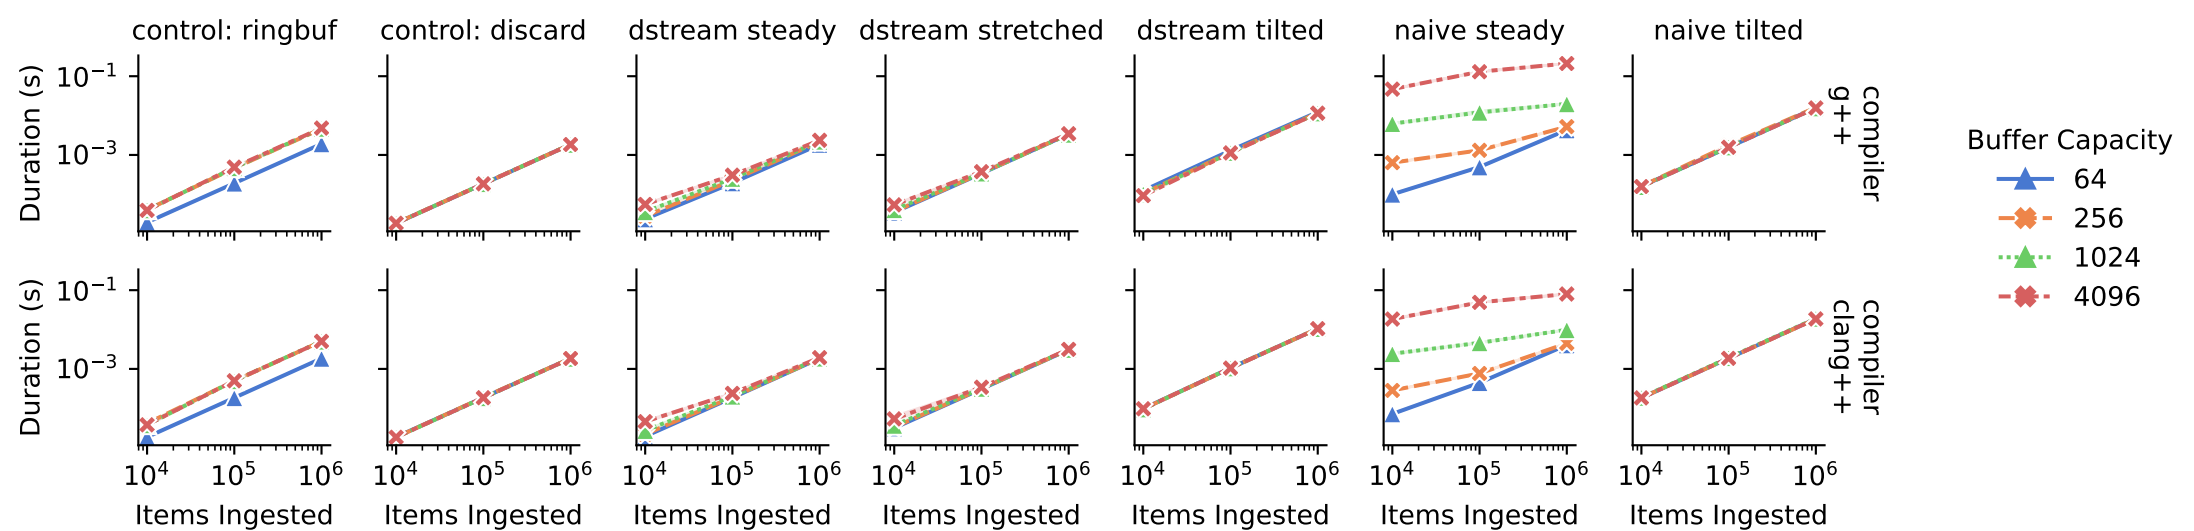 control: ringbuf control: discard dstream steady dstream stretched dstream tilted naive steady naive tilted
Duration (s)
10⁻¹
10⁻³
compiler
g++
Buffer Capacity
64
256
1024
4096
Duration (s)
10⁻¹
10⁻³
compiler
clang++
10⁴ 10⁵ 10⁶ 10⁴ 10⁵ 10⁶ 10⁴ 10⁵ 10⁶ 10⁴ 10⁵ 10⁶ 10⁴ 10⁵ 10⁶ 10⁴ 10⁵ 10⁶ 10⁴ 10⁵ 10⁶
Items Ingested Items Ingested Items Ingested Items Ingested Items Ingested Items Ingested Items Ingested